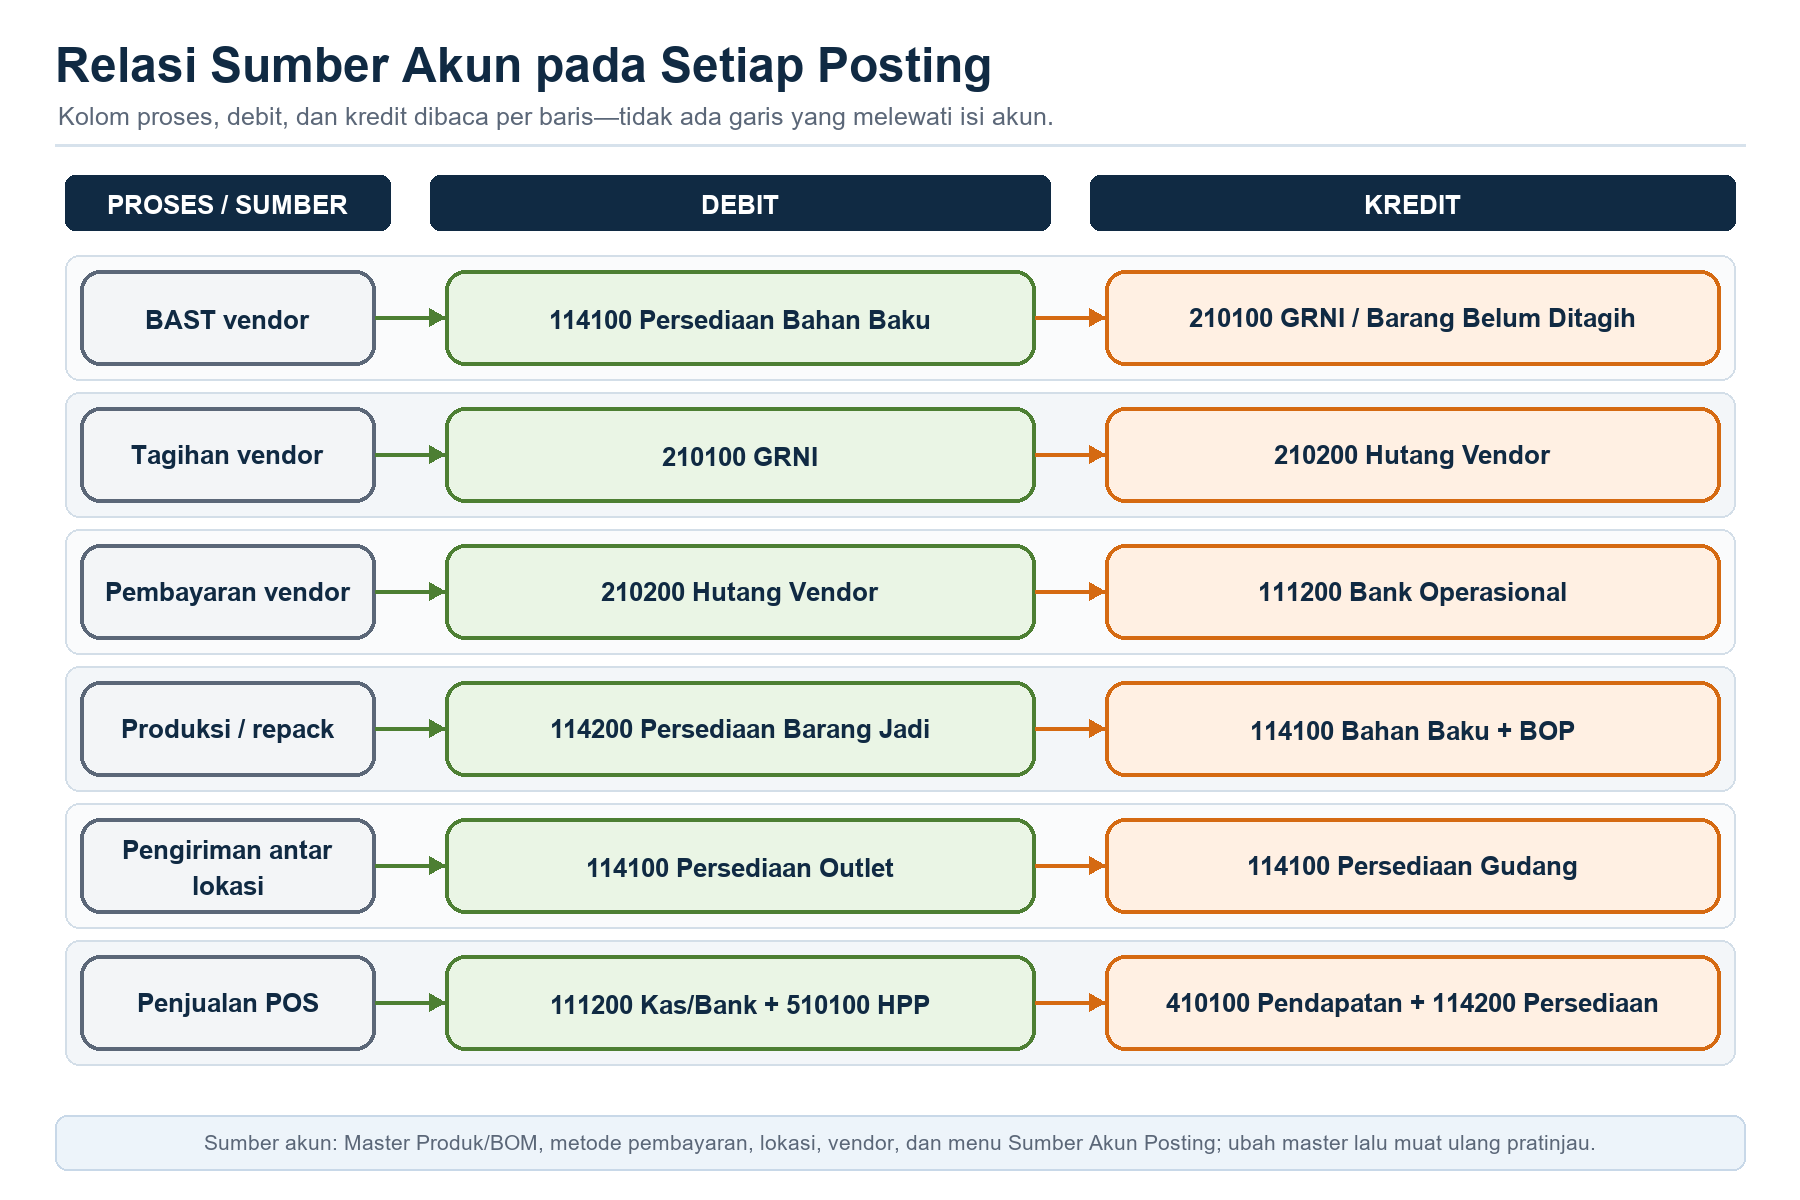 Relasi Sumber Akun pada Setiap Posting
Kolom proses, debit, dan kredit dibaca per baris—tidak ada garis yang melewati isi akun.
PROSES / SUMBER
DEBIT
KREDIT
BAST vendor
114100 Persediaan Bahan Baku
210100 GRNI / Barang Belum Ditagih
Tagihan vendor
210100 GRNI
210200 Hutang Vendor
Pembayaran vendor
210200 Hutang Vendor
111200 Bank Operasional
Produksi / repack
114200 Persediaan Barang Jadi
114100 Bahan Baku + BOP
Pengiriman antar
lokasi
114100 Persediaan Outlet
114100 Persediaan Gudang
Penjualan POS
111200 Kas/Bank + 510100 HPP
410100 Pendapatan + 114200 Persediaan
Sumber akun: Master Produk/BOM, metode pembayaran, lokasi, vendor, dan menu Sumber Akun Posting; ubah master lalu muat ulang pratinjau.